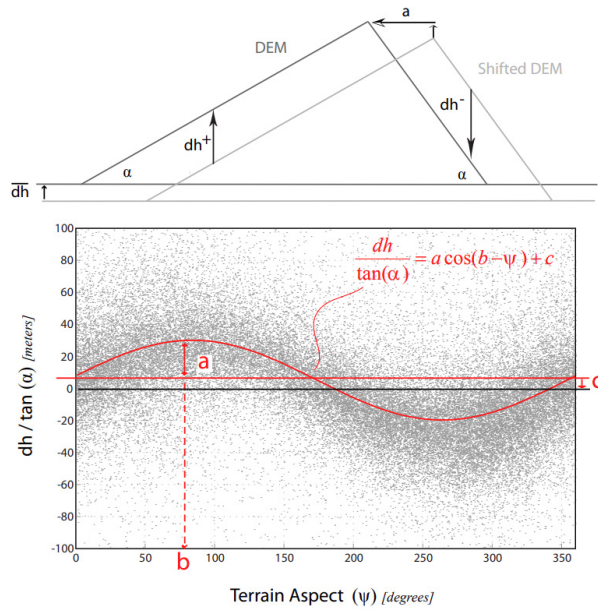 DEM
a
Shifted DEM
dh+
dh-
α
α
dh
100
80
60
40
20
0
-20
-40
-60
-80
-100
dh / tan (α) [meters]
dh/tan(α) = a cos(b − ψ) + c
a
c
b
0
50
100
150
200
250
300
350
Terrain Aspect (ψ) [degrees]